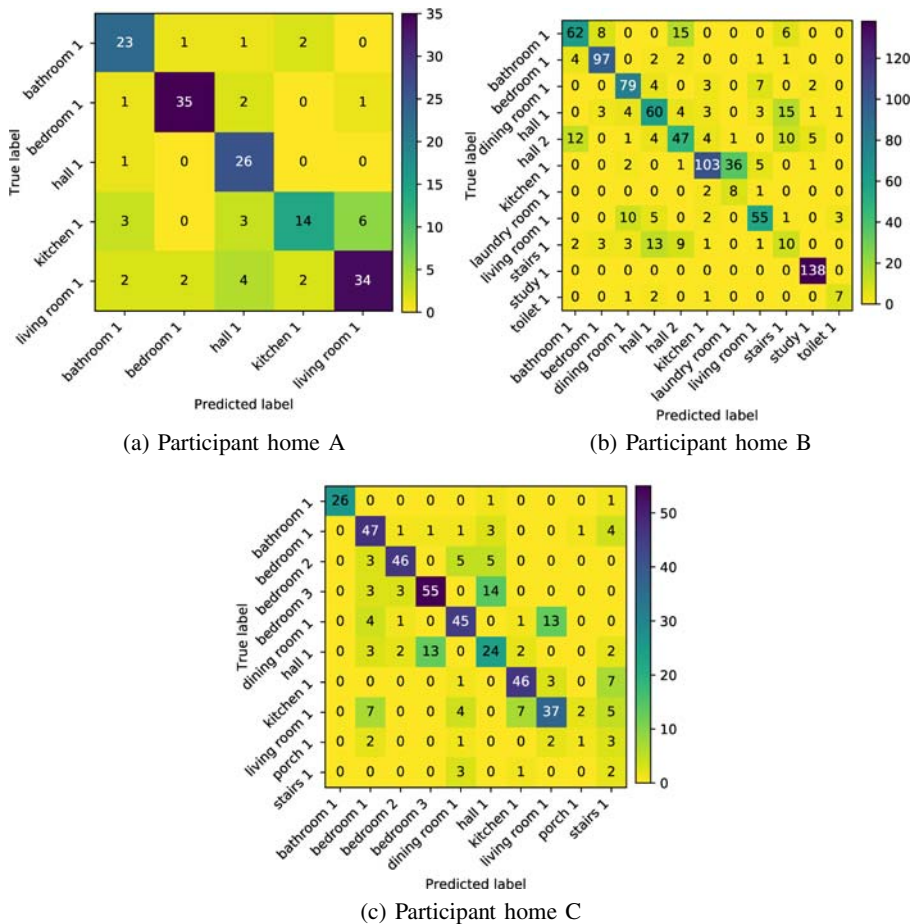 bathroom 1 23 1 1 2 0
bedroom 1 1 35 2 0 1
hall 1 1 0 26 0 0
kitchen 1 3 0 3 14 6
living room 1 2 2 4 2 34
True label
bathroom 1 bedroom 1 hall 1 kitchen 1 living room 1
Predicted label
35
30
25
20
15
10
5
0
(a) Participant home A
bathroom 1 62 8 0 0 15 0 0 0 6 0 0
bedroom 1 4 97 0 2 2 0 0 1 1 0 0
dining room 1 0 0 79 4 0 3 0 7 0 2 0
hall 1 0 3 4 60 4 3 0 3 15 1 1
hall 2 12 0 1 4 47 4 1 0 10 5 0
kitchen 1 0 0 2 0 1 103 36 5 0 1 0
laundry room 1 0 0 0 0 0 2 8 1 0 0 0
living room 1 0 0 10 5 0 2 0 55 1 0 3
stairs 1 2 3 3 13 9 1 0 1 10 0 0
study 1 0 0 0 0 0 0 0 0 0 138 0
toilet 1 0 0 1 2 0 1 0 0 0 0 7
True label
bathroom 1 bedroom 1 dining room 1 hall 1 hall 2 kitchen 1 laundry room 1 living room 1 stairs 1 study 1 toilet 1
Predicted label
120
100
80
60
40
20
0
(b) Participant home B
bathroom 1 26 0 0 0 0 1 0 0 0 1
bedroom 1 0 47 1 1 1 3 0 0 1 4
bedroom 2 0 3 46 0 5 5 0 0 0 0
bedroom 3 0 3 3 55 0 14 0 0 0 0
dining room 1 0 4 1 0 45 0 1 13 0 0
hall 1 0 3 2 13 0 24 2 0 0 2
kitchen 1 0 0 0 0 1 0 46 3 0 7
living room 1 0 7 0 0 4 0 7 37 2 5
porch 1 0 2 0 0 1 0 0 2 1 3
stairs 1 0 0 0 0 3 0 1 0 0 2
True label
bathroom 1 bedroom 1 bedroom 2 bedroom 3 dining room 1 hall 1 kitchen 1 living room 1 porch 1 stairs 1
Predicted label
50
40
30
20
10
0
(c) Participant home C